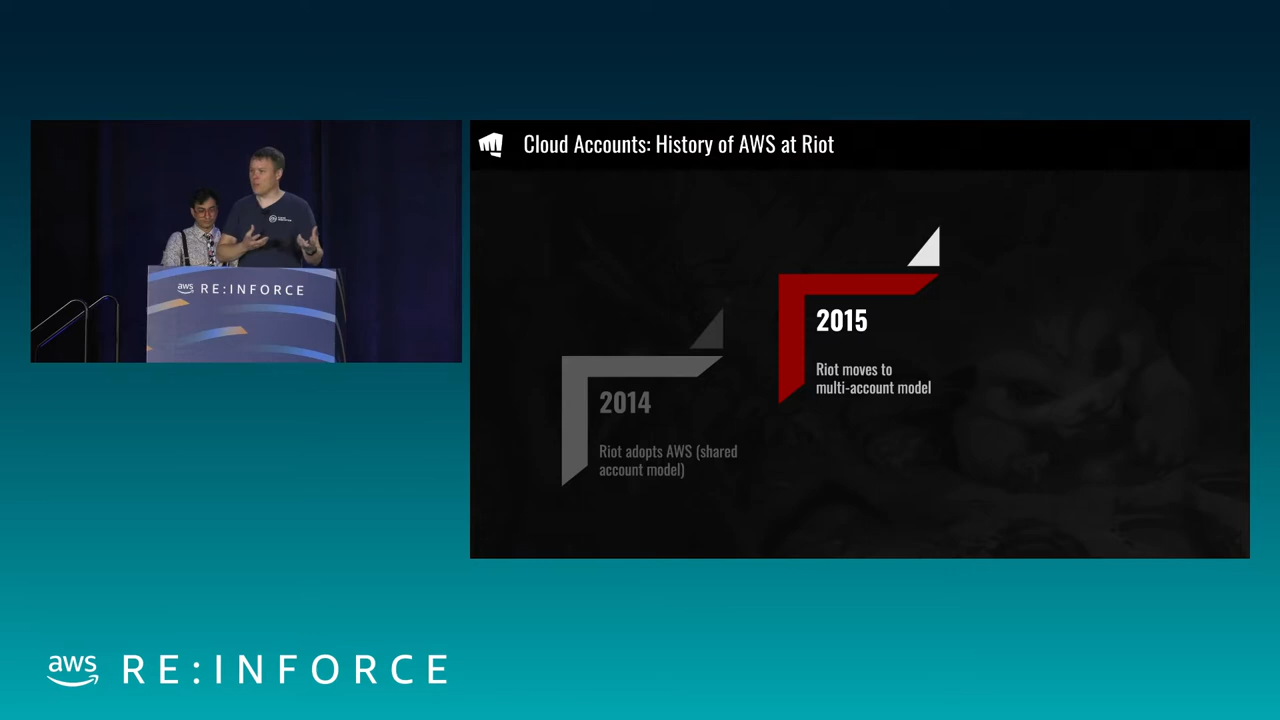 Cloud Accounts: History of AWS at Riot
2015
Riot moves to
multi-account model
2014
Riot adopts AWS (shared
account model)
aws RE:INFORCE
aws RE:INFORCE